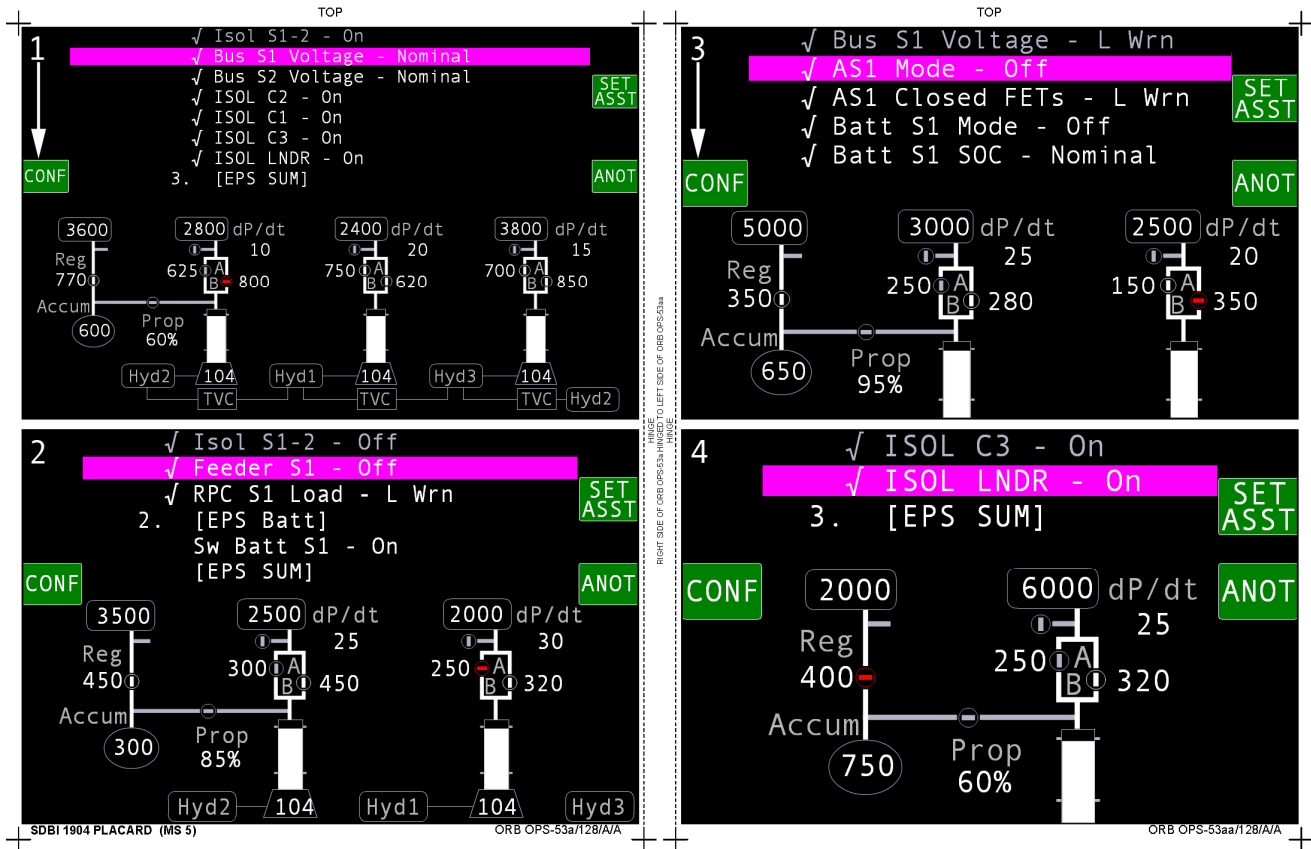 TOP
1
√ Isol S1-2 - On
√ Bus S1 Voltage - Nominal
√ Bus S2 Voltage - Nominal
√ ISOL C2 - On
√ ISOL C1 - On
√ ISOL C3 - On
√ ISOL LNDR - On
3. [EPS SUM]
SET
ASST
CONF
ANOT
3600
2800 dP/dt
2400 dP/dt
3800 dP/dt
10
20
15
Reg
770
625 A
B 800
750 A
B 620
700 A
B 850
Accum
600
Prop
60%
Hyd2
104
Hyd1
104
Hyd3
104
TVC
TVC
TVC
Hyd2
2
√ Isol S1-2 - Off
√ Feeder S1 - Off
√ RPC S1 Load - L Wrn
2. [EPS Batt]
Sw Batt S1 - On
[EPS SUM]
SET
ASST
CONF
ANOT
3500
2500 dP/dt
2000 dP/dt
25
30
Reg
450
300 A
B 450
250 A
B 320
Accum
300
Prop
85%
Hyd2
104
Hyd1
104
Hyd3
SDBI 1904 PLACARD (MS 5)
ORB OPS-53a/128/A/A
RIGHT SIDE OF ORB OPS-53a HINGED TO LEFT SIDE OF ORB OPS-53aa
HINGE
HINGE
TOP
3
√ Bus S1 Voltage - L Wrn
√ AS1 Mode - Off
√ AS1 Closed FETs - L Wrn
√ Batt S1 Mode - Off
√ Batt S1 SOC - Nominal
SET
ASST
CONF
ANOT
5000
3000 dP/dt
2500 dP/dt
25
20
Reg
350
250 A
B 280
150 A
B 350
Accum
650
Prop
95%
4
√ ISOL C3 - On
√ ISOL LNDR - On
3. [EPS SUM]
SET
ASST
CONF
ANOT
2000
6000 dP/dt
25
Reg
400
250 A
B 320
Accum
750
Prop
60%
ORB OPS-53aa/128/A/A